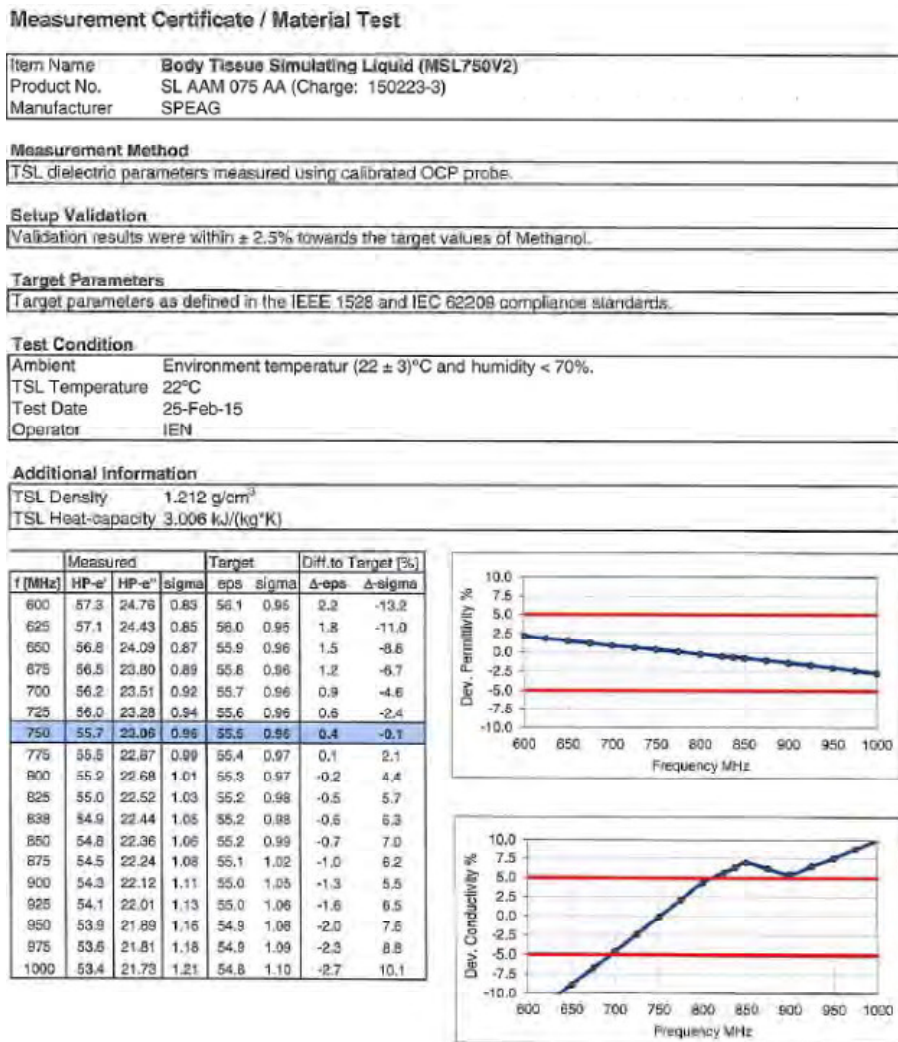 Measurement Certificate / Material Test
Item Name Body Tissue Simulating Liquid (MSL750V2)
Product No. SL AAM 075 AA (Charge: 150223-3)
Manufacturer SPEAG
Measurement Method
TSL dielectric parameters measured using calibrated OCP probe.
Setup Validation
Validation results were within ± 2.5% towards the target values of Methanol.
Target Parameters
Target parameters as defined in the IEEE 1528 and IEC 62209 compliance standards.
Test Condition
Ambient Environment temperatur (22 ± 3)°C and humidity < 70%.
TSL Temperature 22°C
Test Date 25-Feb-15
Operator IEN
Additional Information
TSL Density 1.212 g/cm³
TSL Heat-capacity 3.006 kJ/(kg*K)
Measured Target Diff.to Target [%]
f [MHz] HP-e' HP-e" sigma eps sigma Δ-eps Δ-sigma
600 57.3 24.76 0.83 56.1 0.95 2.2 -13.2
625 57.1 24.43 0.85 56.0 0.95 1.8 -11.0
650 56.8 24.09 0.87 55.9 0.96 1.5 -8.8
675 56.5 23.80 0.89 55.8 0.96 1.2 -6.7
700 56.2 23.51 0.92 55.7 0.96 0.9 -4.6
725 56.0 23.28 0.94 55.6 0.96 0.6 -2.4
750 55.7 23.06 0.96 55.5 0.96 0.4 -0.1
775 55.5 22.87 0.99 55.4 0.97 0.1 2.1
800 55.2 22.68 1.01 55.3 0.97 -0.2 4.4
825 55.0 22.52 1.03 55.2 0.98 -0.5 5.7
838 54.9 22.44 1.05 55.2 0.98 -0.6 6.3
850 54.8 22.36 1.06 55.2 0.99 -0.7 7.0
875 54.5 22.24 1.08 55.1 1.02 -1.0 6.2
900 54.3 22.12 1.11 55.0 1.05 -1.3 5.5
925 54.1 22.01 1.13 55.0 1.06 -1.6 6.5
950 53.9 21.89 1.16 54.9 1.08 -2.0 7.6
975 53.6 21.81 1.18 54.9 1.09 -2.3 8.8
1000 53.4 21.73 1.21 54.8 1.10 -2.7 10.1
Dev. Permittivity %
10.0
7.5
5.0
2.5
0.0
-2.5
-5.0
-7.5
-10.0
600 650 700 750 800 850 900 950 1000
Frequency MHz
Dev. Conductivity %
10.0
7.5
5.0
2.5
0.0
-2.5
-5.0
-7.5
-10.0
600 650 700 750 800 850 900 950 1000
Frequency MHz